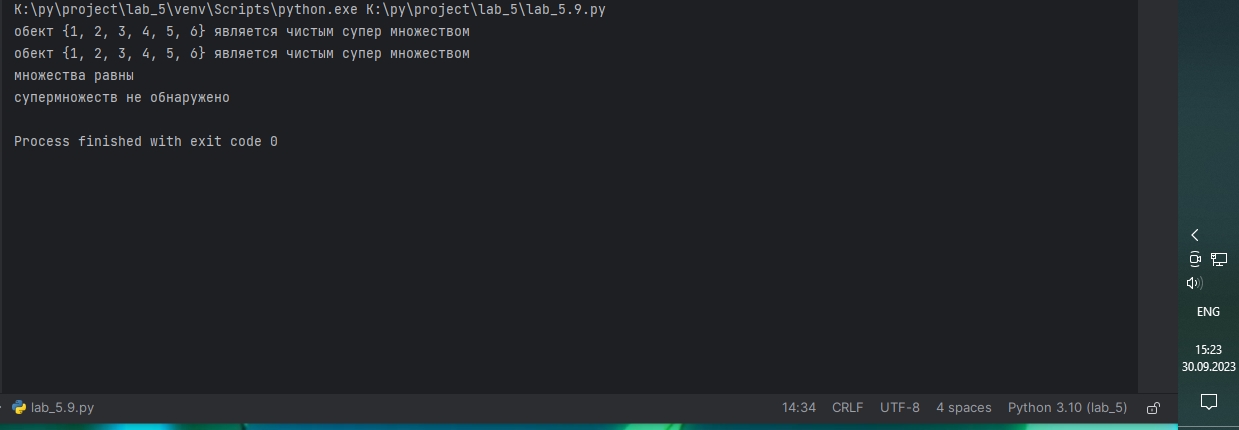 K:\py\project\lab_5\venv\Scripts\python.exe K:\py\project\lab_5\lab_5.9.py
обект {1, 2, 3, 4, 5, 6} является чистым супер множеством
обект {1, 2, 3, 4, 5, 6} является чистым супер множеством
множества равны
супермножеств не обнаружено
Process finished with exit code 0
ENG
15:23
30.09.2023
lab_5.9.py 14:34 CRLF UTF-8 4 spaces Python 3.10 (lab_5)